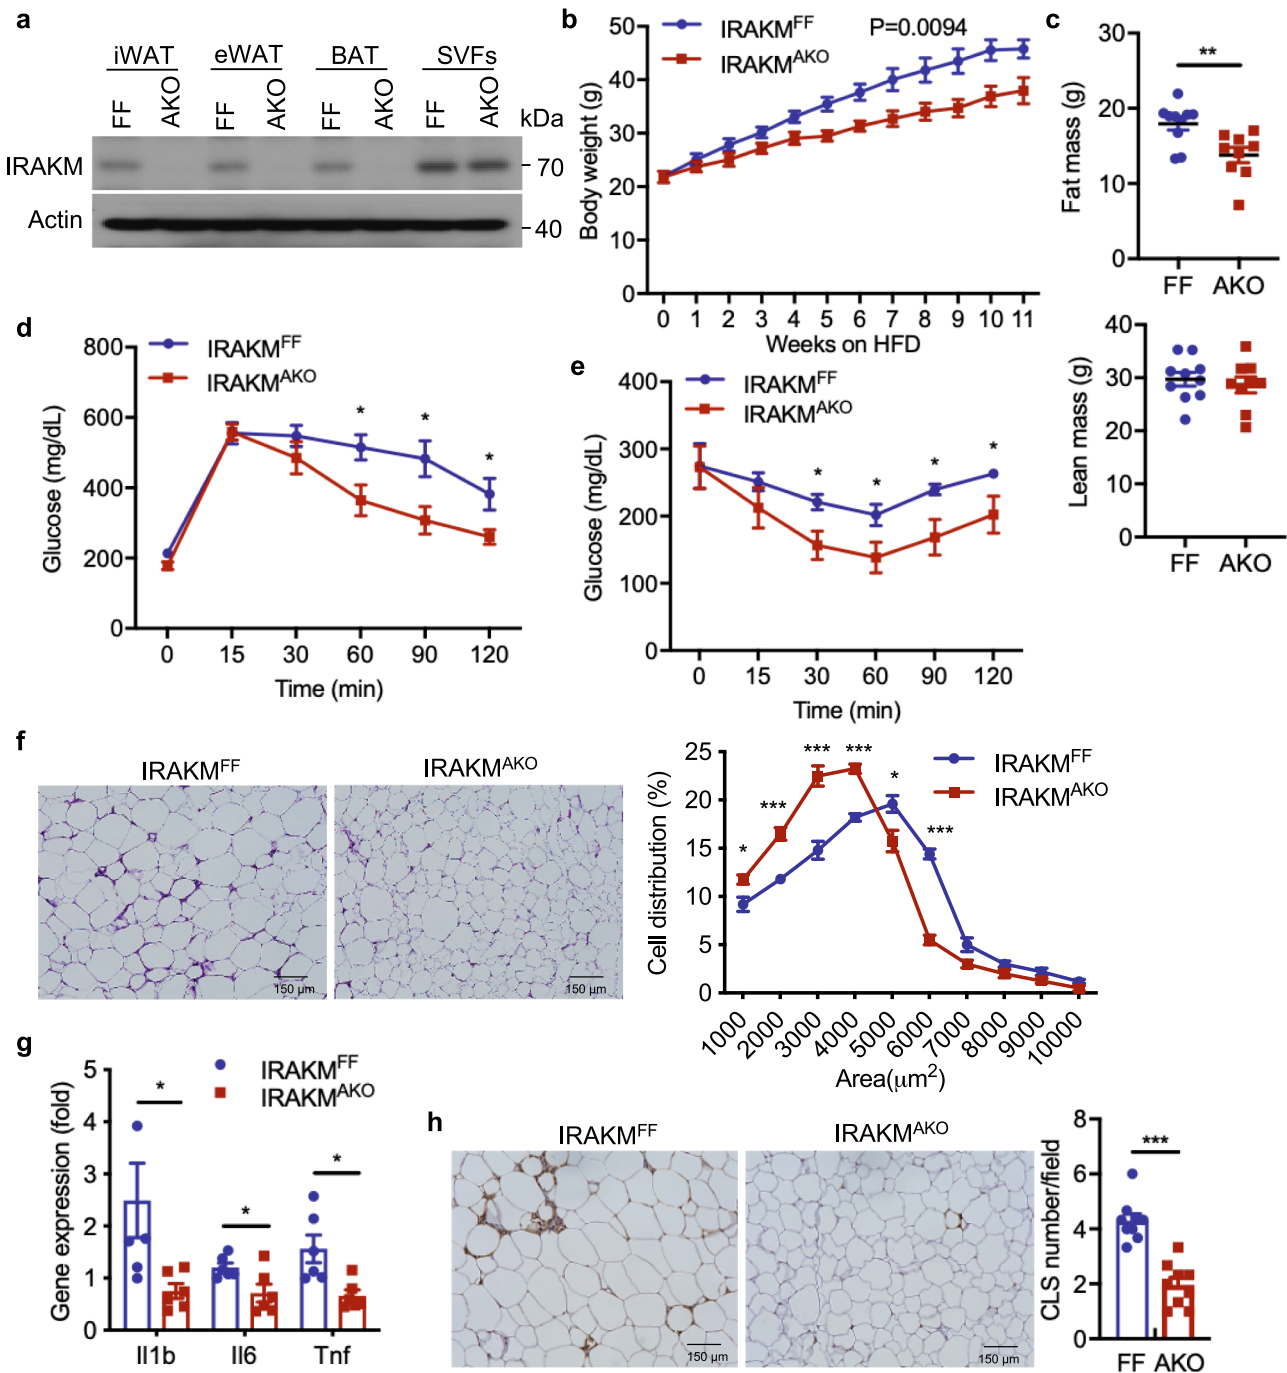 a
iWAT eWAT BAT SVFs
FF AKO FF AKO FF AKO FF AKO kDa
IRAKM 70
Actin 40
b
IRAKMFF P=0.0094
IRAKMAKO
Body weight (g)
50
40
30
20
10
0
0 1 2 3 4 5 6 7 8 9 10 11
Weeks on HFD
c
Fat mass (g)
30
20
10
0
**
FF AKO
Lean mass (g)
40
30
20
10
0
FF AKO
d
IRAKMFF
IRAKMAKO
Glucose (mg/dL)
800
600
400
200
0
* * *
0 15 30 60 90 120
Time (min)
e
IRAKMFF
IRAKMAKO
Glucose (mg/dL)
400
300
200
100
0
* * * *
0 15 30 60 90 120
Time (min)
f
IRAKMFF IRAKMAKO
150 μm 150 μm
Cell distribution (%)
25
20
15
10
5
0
* *** *** *** * ***
IRAKMFF
IRAKMAKO
1000 2000 3000 4000 5000 6000 7000 8000 9000 10000
Area(μm2)
g
IRAKMFF
IRAKMAKO
Gene expression (fold)
5
4
3
2
1
0
* * *
Il1b Il6 Tnf
h
IRAKMFF IRAKMAKO
150 μm 150 μm
CLS number/field
8
6
4
2
0
***
FF AKO